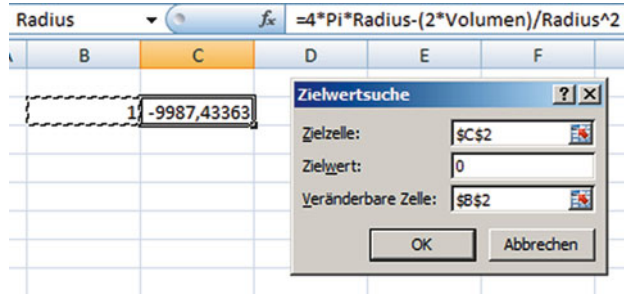 Radius
fx =4*Pi*Radius-(2*Volumen)/Radius^2
B C D E F
1 -9987,43363
Zielwertsuche
Zielzelle: $C$2
Zielwert: 0
Veränderbare Zelle: $B$2
OK Abbrechen